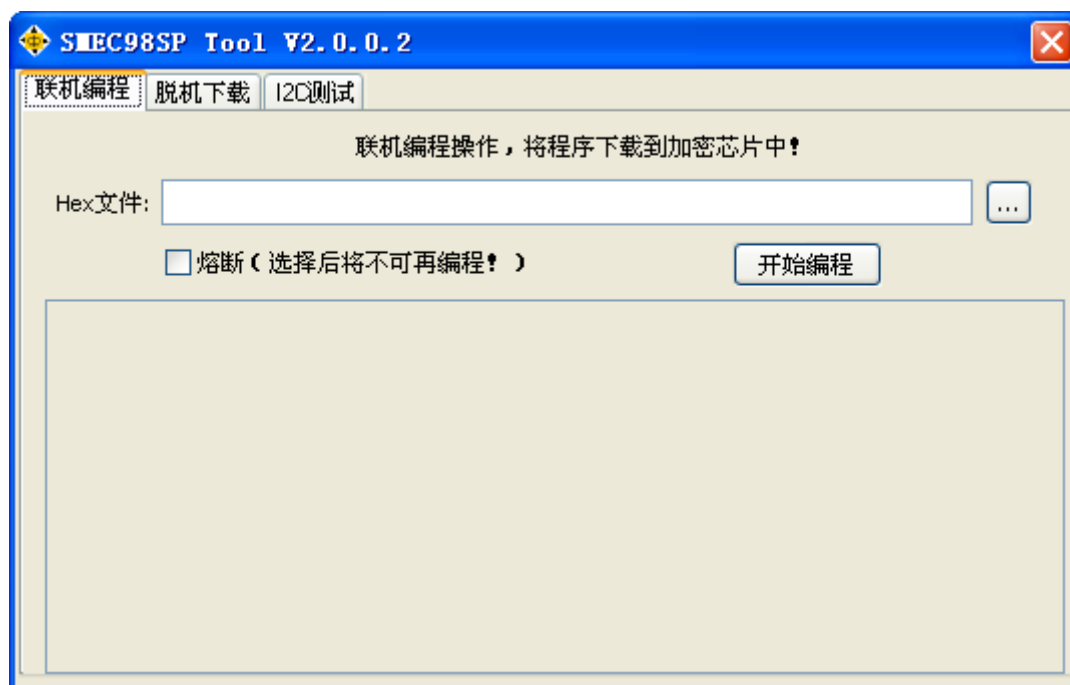 SMEC98SP Tool V2.0.0.2
联机编程 脱机下载 I2C测试
联机编程操作，将程序下载到加密芯片中！
Hex文件: ...
熔断（选择后将不可再编程！） 开始编程